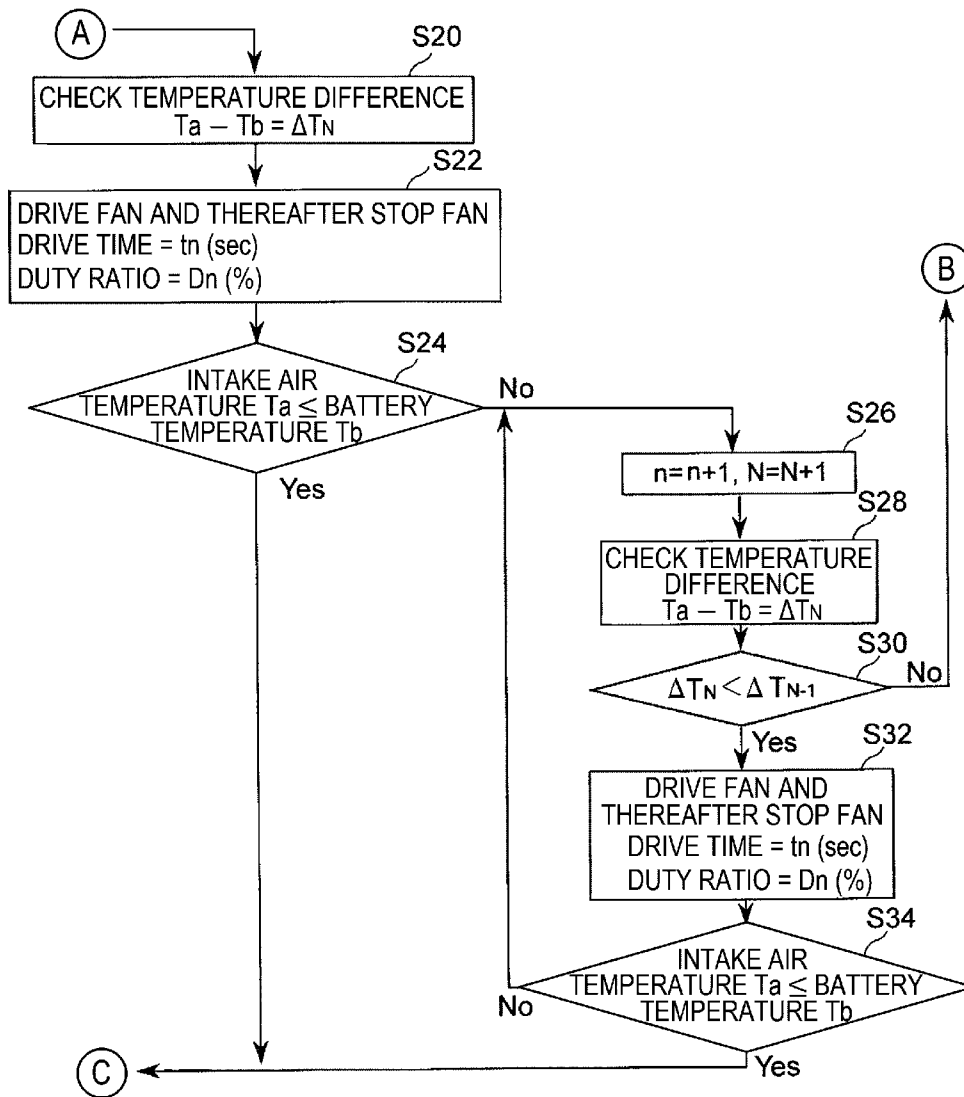 A
S20
CHECK TEMPERATURE DIFFERENCE
Ta – Tb = ΔTN
S22
DRIVE FAN AND THEREAFTER STOP FAN
DRIVE TIME = tn (sec)
DUTY RATIO = Dn (%)
B
S24
INTAKE AIR
TEMPERATURE Ta ≤ BATTERY
TEMPERATURE Tb
No
Yes
S26
n=n+1, N=N+1
S28
CHECK TEMPERATURE
DIFFERENCE
Ta – Tb = ΔTN
S30
ΔTN < ΔTN-1
No
Yes
S32
DRIVE FAN AND
THEREAFTER STOP FAN
DRIVE TIME = tn (sec)
DUTY RATIO = Dn (%)
S34
INTAKE AIR
TEMPERATURE Ta ≤ BATTERY
TEMPERATURE Tb
No
Yes
C